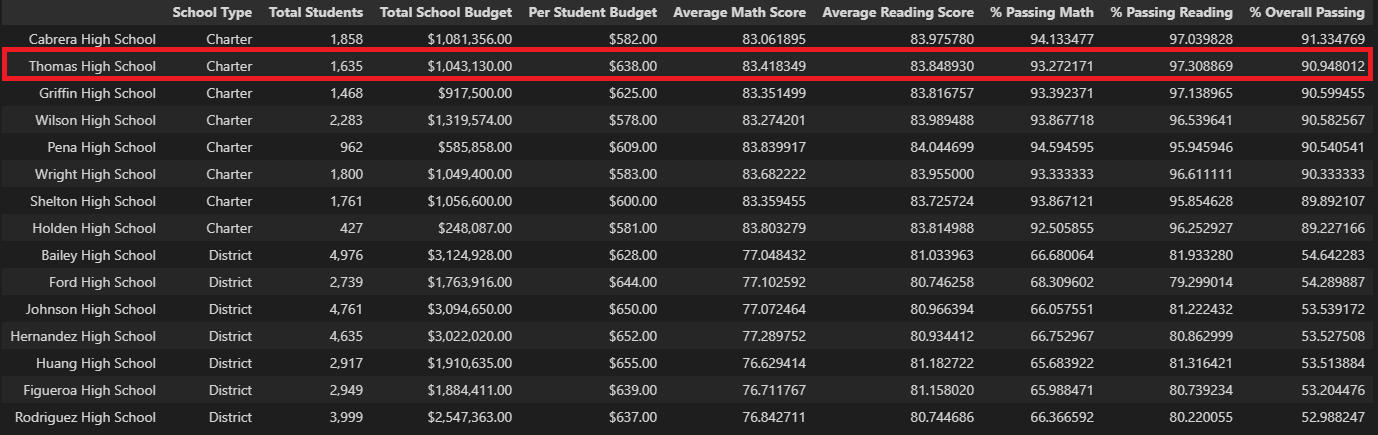 School Type Total Students Total School Budget Per Student Budget Average Math Score Average Reading Score % Passing Math % Passing Reading % Overall Passing
Cabrera High School Charter 1,858 $1,081,356.00 $582.00 83.061895 83.975780 94.133477 97.039828 91.334769
Thomas High School Charter 1,635 $1,043,130.00 $638.00 83.418349 83.848930 93.272171 97.308869 90.948012
Griffin High School Charter 1,468 $917,500.00 $625.00 83.351499 83.816757 93.392371 97.138965 90.599455
Wilson High School Charter 2,283 $1,319,574.00 $578.00 83.274201 83.989488 93.867718 96.539641 90.582567
Pena High School Charter 962 $585,858.00 $609.00 83.839917 84.044699 94.594595 95.945946 90.540541
Wright High School Charter 1,800 $1,049,400.00 $583.00 83.682222 83.955000 93.333333 96.611111 90.333333
Shelton High School Charter 1,761 $1,056,600.00 $600.00 83.359455 83.725724 93.867121 95.854628 89.892107
Holden High School Charter 427 $248,087.00 $581.00 83.803279 83.814988 92.505855 96.252927 89.227166
Bailey High School District 4,976 $3,124,928.00 $628.00 77.048432 81.033963 66.680064 81.933280 54.642283
Ford High School District 2,739 $1,763,916.00 $644.00 77.102592 80.746258 68.309602 79.299014 54.289887
Johnson High School District 4,761 $3,094,650.00 $650.00 77.072464 80.966394 66.057551 81.222432 53.539172
Hernandez High School District 4,635 $3,022,020.00 $652.00 77.289752 80.934412 66.752967 80.862999 53.527508
Huang High School District 2,917 $1,910,635.00 $655.00 76.629414 81.182722 65.683922 81.316421 53.513884
Figueroa High School District 2,949 $1,884,411.00 $639.00 76.711767 81.158020 65.988471 80.739234 53.204476
Rodriguez High School District 3,999 $2,547,363.00 $637.00 76.842711 80.744686 66.366592 80.220055 52.988247